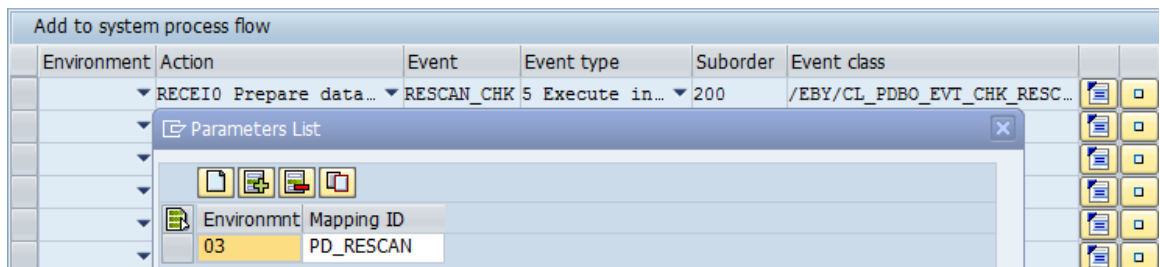 Add to system process flow
Environment Action Event Event type Suborder Event class
RECEI0 Prepare data… RESCAN_CHK 5 Execute in… 200 /EBY/CL_PDBO_EVT_CHK_RESC…
Parameters List
Environmnt Mapping ID
03 PD_RESCAN